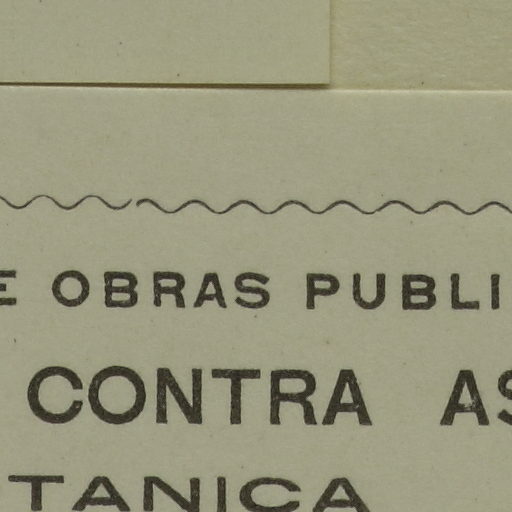 E OBRAS PUBLI
CONTRA AS
TANICA